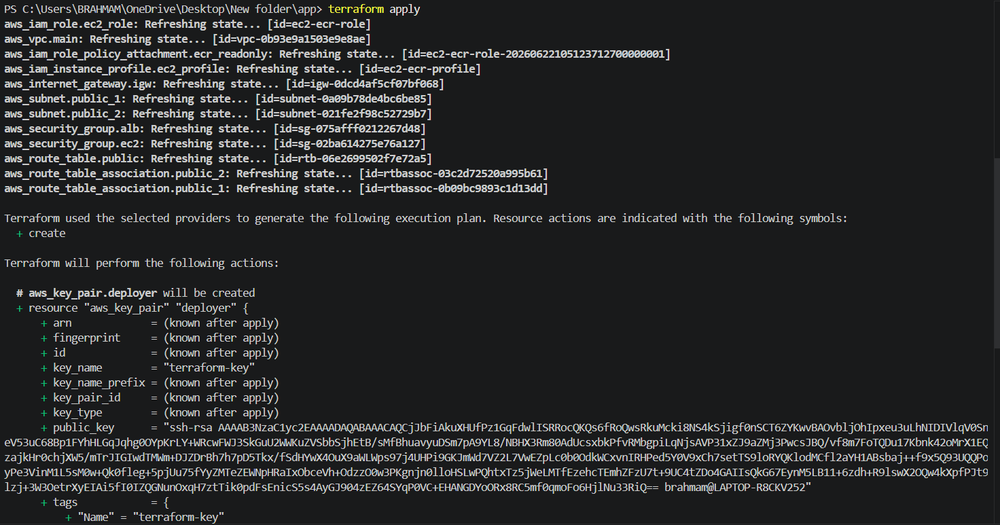 PS C:\Users\BRAHMAM\OneDrive\Desktop\New folder\app> terraform apply
aws_iam_role.ec2_role: Refreshing state... [id=ec2-ecr-role]
aws_vpc.main: Refreshing state... [id=vpc-0b93e9a1503e9e8ae]
aws_iam_role_policy_attachment.ecr_readonly: Refreshing state... [id=ec2-ecr-role-20260622105123712700000001]
aws_iam_instance_profile.ec2_profile: Refreshing state... [id=ec2-ecr-profile]
aws_internet_gateway.igw: Refreshing state... [id=igw-0dcd4af5cf07bf068]
aws_subnet.public_1: Refreshing state... [id=subnet-0a09b78de4bc6be85]
aws_subnet.public_2: Refreshing state... [id=subnet-021fe2f98c52729b7]
aws_security_group.alb: Refreshing state... [id=sg-075afff0212267d48]
aws_security_group.ec2: Refreshing state... [id=sg-02ba614275e76a127]
aws_route_table.public: Refreshing state... [id=rtb-06e2699502f7e72a5]
aws_route_table_association.public_2: Refreshing state... [id=rtbassoc-03c2d72520a995b61]
aws_route_table_association.public_1: Refreshing state... [id=rtbassoc-0b09bc9893c1d13dd]
Terraform used the selected providers to generate the following execution plan. Resource actions are indicated with the following symbols:
+ create
Terraform will perform the following actions:
# aws_key_pair.deployer will be created
+ resource "aws_key_pair" "deployer" {
+ arn = (known after apply)
+ fingerprint = (known after apply)
+ id = (known after apply)
+ key_name = "terraform-key"
+ key_name_prefix = (known after apply)
+ key_pair_id = (known after apply)
+ key_type = (known after apply)
+ public_key = "ssh-rsa AAAAB3NzaC1yc2EAAAADAQABAAACAQCjJbFiAkuXHUfPz1GqFdwlISRRocQKQs6fRoQwsRkuMcki8NS4kSjigf0nSCT6ZYKwvBAOvbljOhIpxeu3uLhNIDIVlqV0Sn
eV53uC68Bp1FYhHLGqJqhg0OYpKrLY+WRcwFWJ3SkGuU2WWKuZVSbbSjhEtB/sMfBhuavyuDSm7pA9YL8/NBHX3Rm80AdUcsxbkPfvRMbgpiLqNjsAVP31xZJ9aZMj3PwcsJBQ/vf8m7FoTQDu17Kbnk42oMrX1EQ
zajkHr0chjXW5/mTrJIGIwdTMWm+DJZDrBh7h7pD5Tkx/fSdHYwX4OuX9aWLWps97j4UHPi9GKJmWd7VZ2L7VwEZpLc0b0OdkWCxvnIRHPed5Y0V9xCh7setTS9loRYQKlodMCfl2aYH1ABsbaj++f9x5Q93UQQPo
yPe3VinM1L5sM0w+Qk0fleg+5pjUu75fYyZMTeZEWNpHRaIxObceVh+OdzzO0w3PKgnjn0lloHSLwPQhtxTz5jWeLMTfEzehcTEmhZFzU7t+9UC4tZDo4GAIIsQkG67EynM5LB11+6zdh+R9lswX2OQw4kXpfPJt9
lzj+3W3OetrXyEIAi5fI0IZQGNunOxqH7ztTik0pdFsEnicS5s4AyGJ904zEZ64SYqP0VC+EHANGDYoORx8RC5mf0qmoFo6HjlNu33RiQ== brahmam@LAPTOP-R8CKV252"
+ tags = {
+ "Name" = "terraform-key"